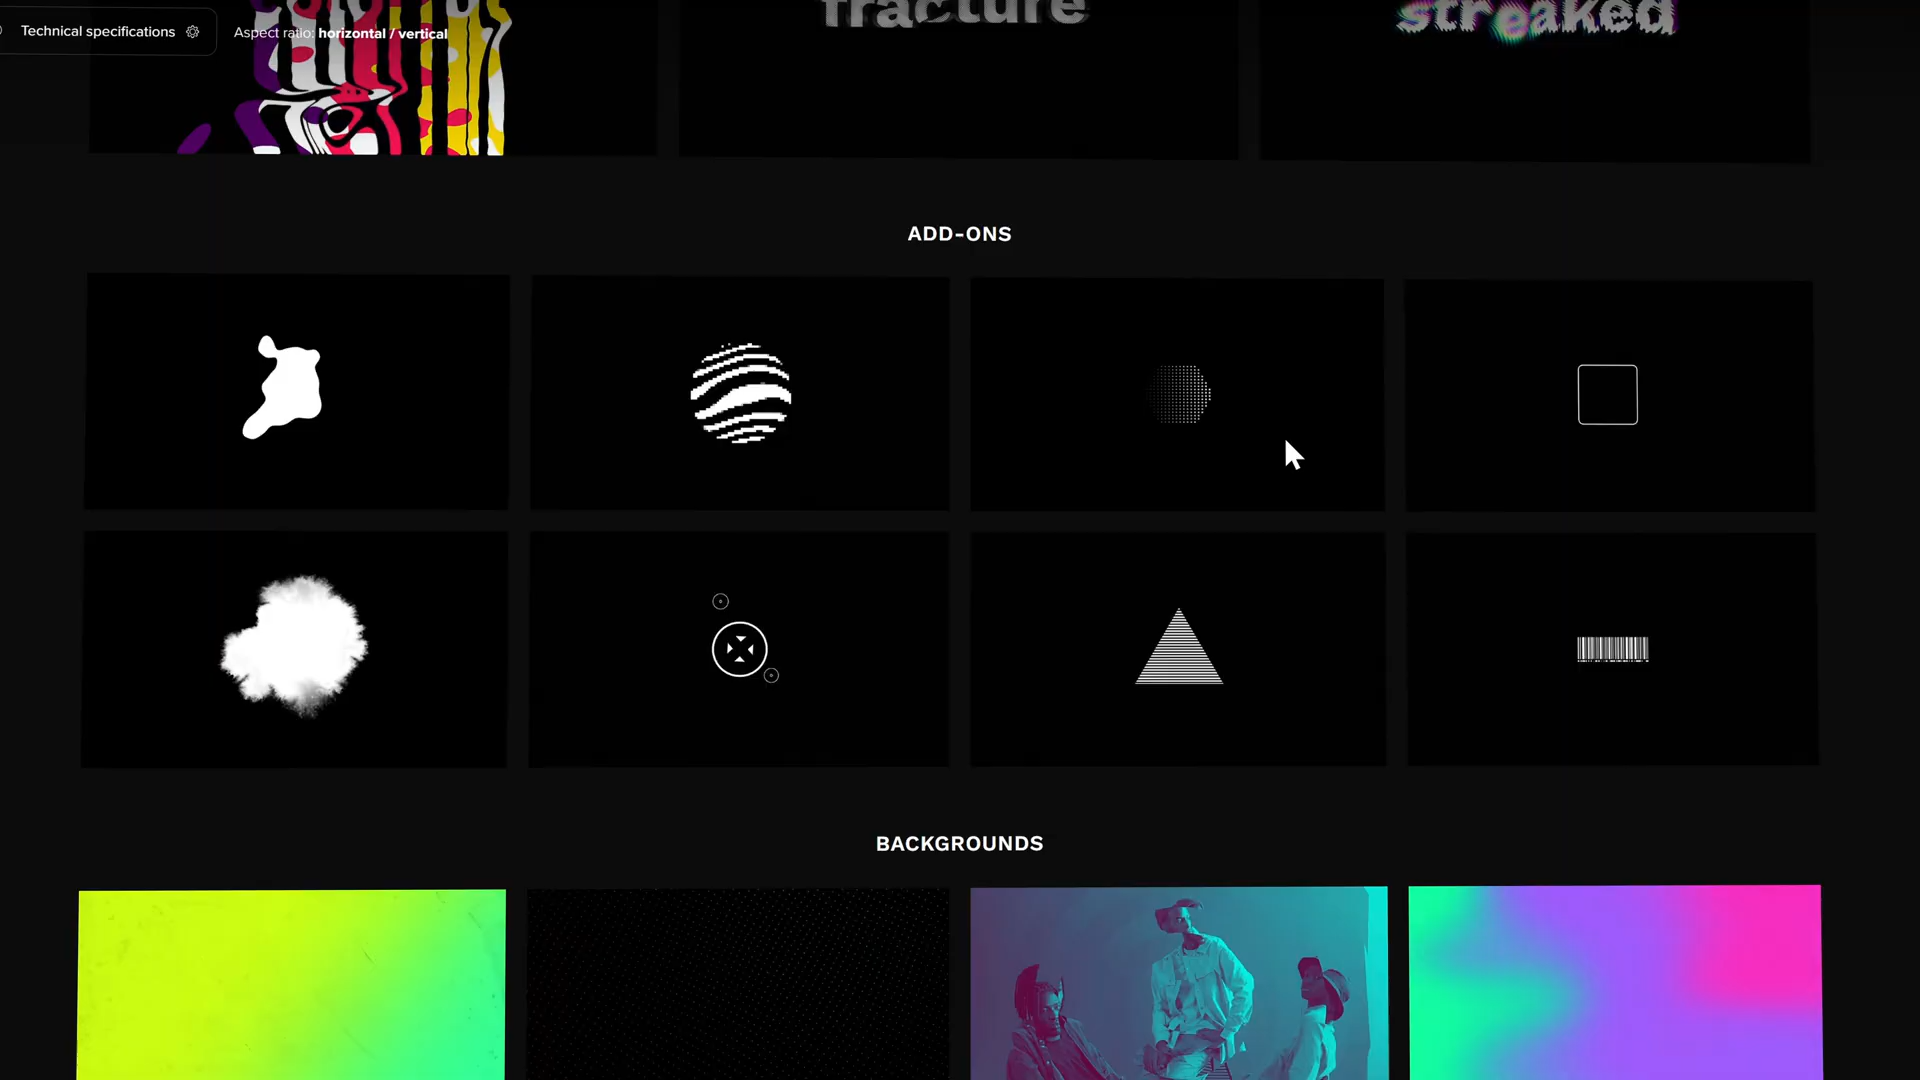 fracture
streaked
Technical specifications
Aspect ratio: horizontal / vertical
ADD-ONS
BACKGROUNDS